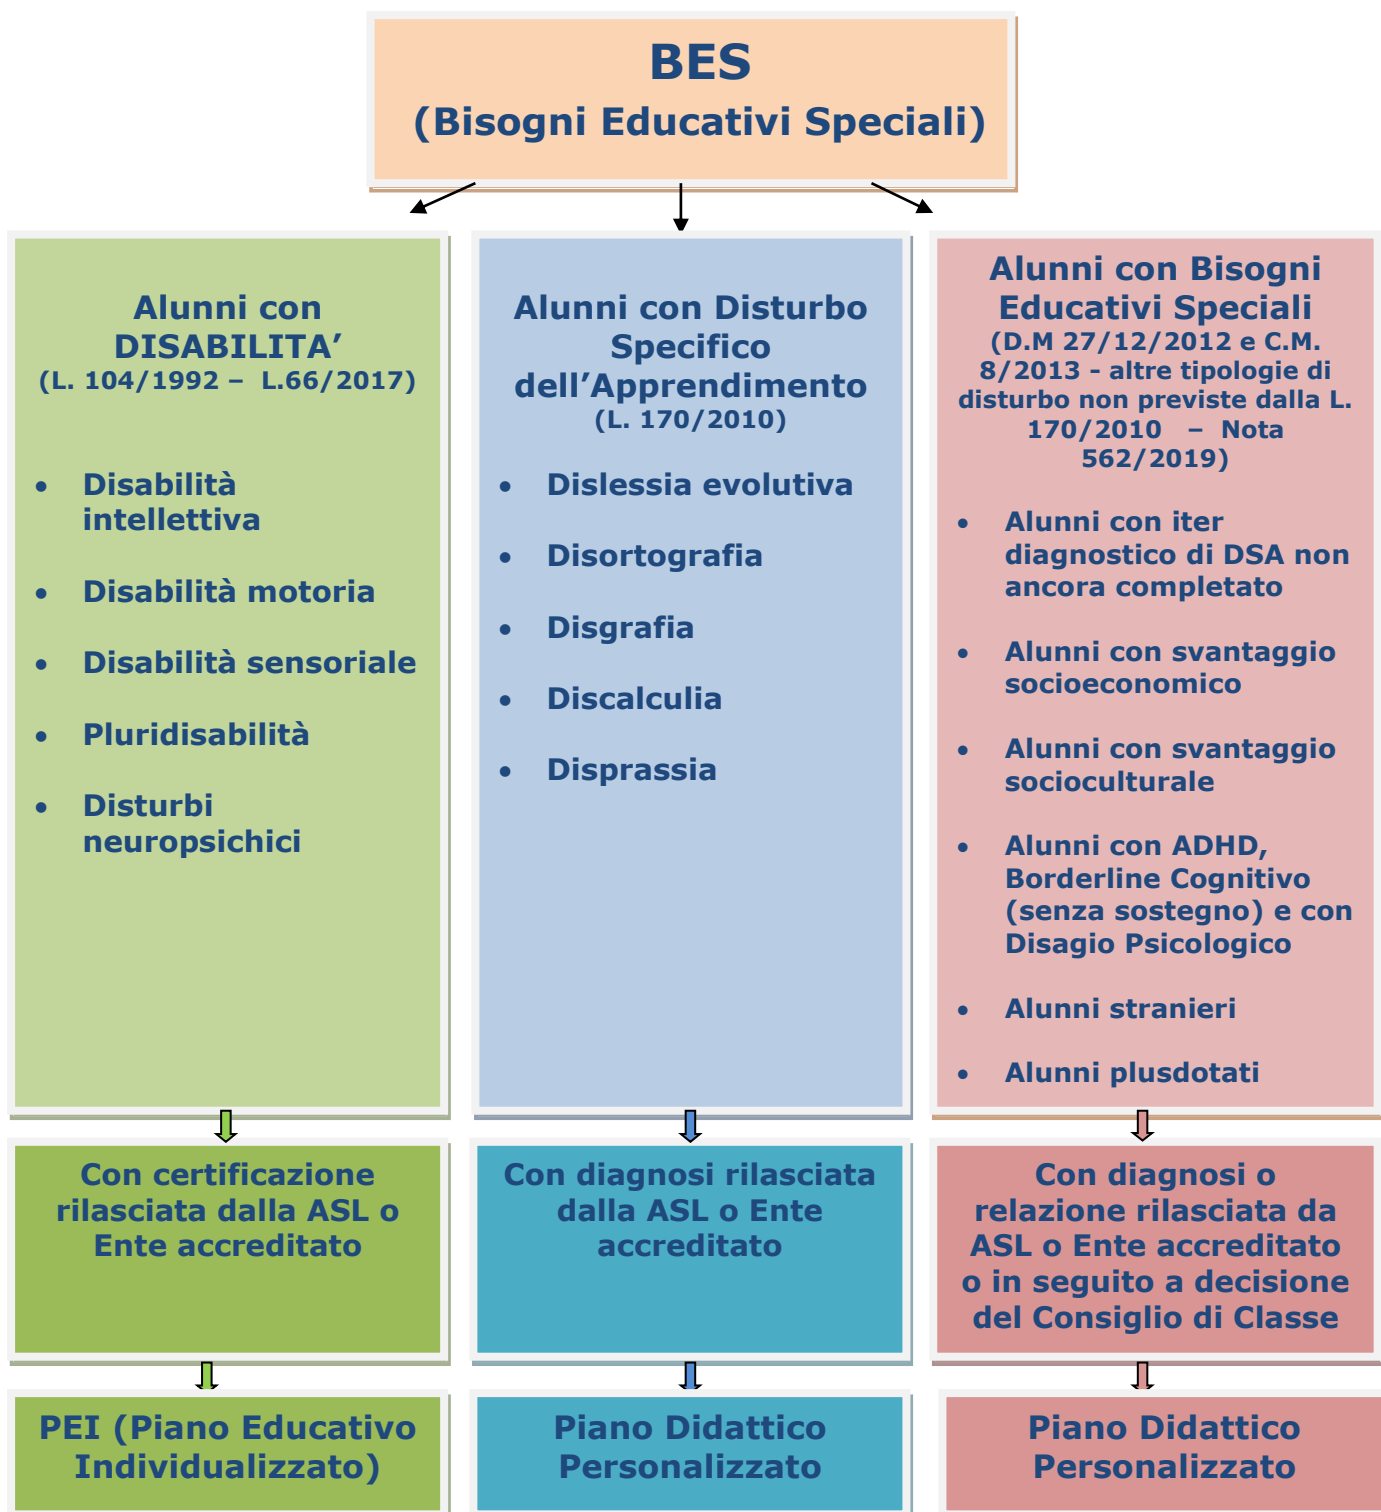 BES
(Bisogni Educativi Speciali)
Alunni con
DISABILITA’
(L. 104/1992 – L.66/2017)
• Disabilità
intellettiva
• Disabilità motoria
• Disabilità sensoriale
• Pluridisabilità
• Disturbi
neuropsichici
Alunni con Disturbo
Specifico
dell’Apprendimento
(L. 170/2010)
• Dislessia evolutiva
• Disortografia
• Disgrafia
• Discalculia
• Disprassia
Alunni con Bisogni
Educativi Speciali
(D.M 27/12/2012 e C.M.
8/2013 - altre tipologie di
disturbo non previste dalla L.
170/2010 – Nota
562/2019)
• Alunni con iter
diagnostico di DSA non
ancora completato
• Alunni con svantaggio
socioeconomico
• Alunni con svantaggio
socioculturale
• Alunni con ADHD,
Borderline Cognitivo
(senza sostegno) e con
Disagio Psicologico
• Alunni stranieri
• Alunni plusdotati
Con certificazione
rilasciata dalla ASL o
Ente accreditato
Con diagnosi rilasciata
dalla ASL o Ente
accreditato
Con diagnosi o
relazione rilasciata da
ASL o Ente accreditato
o in seguito a decisione
del Consiglio di Classe
PEI (Piano Educativo
Individualizzato)
Piano Didattico
Personalizzato
Piano Didattico
Personalizzato